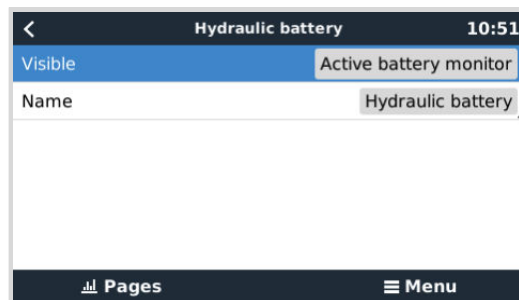 Hydraulic battery 10:51
Visible Active battery monitor
Name Hydraulic battery
Pages Menu